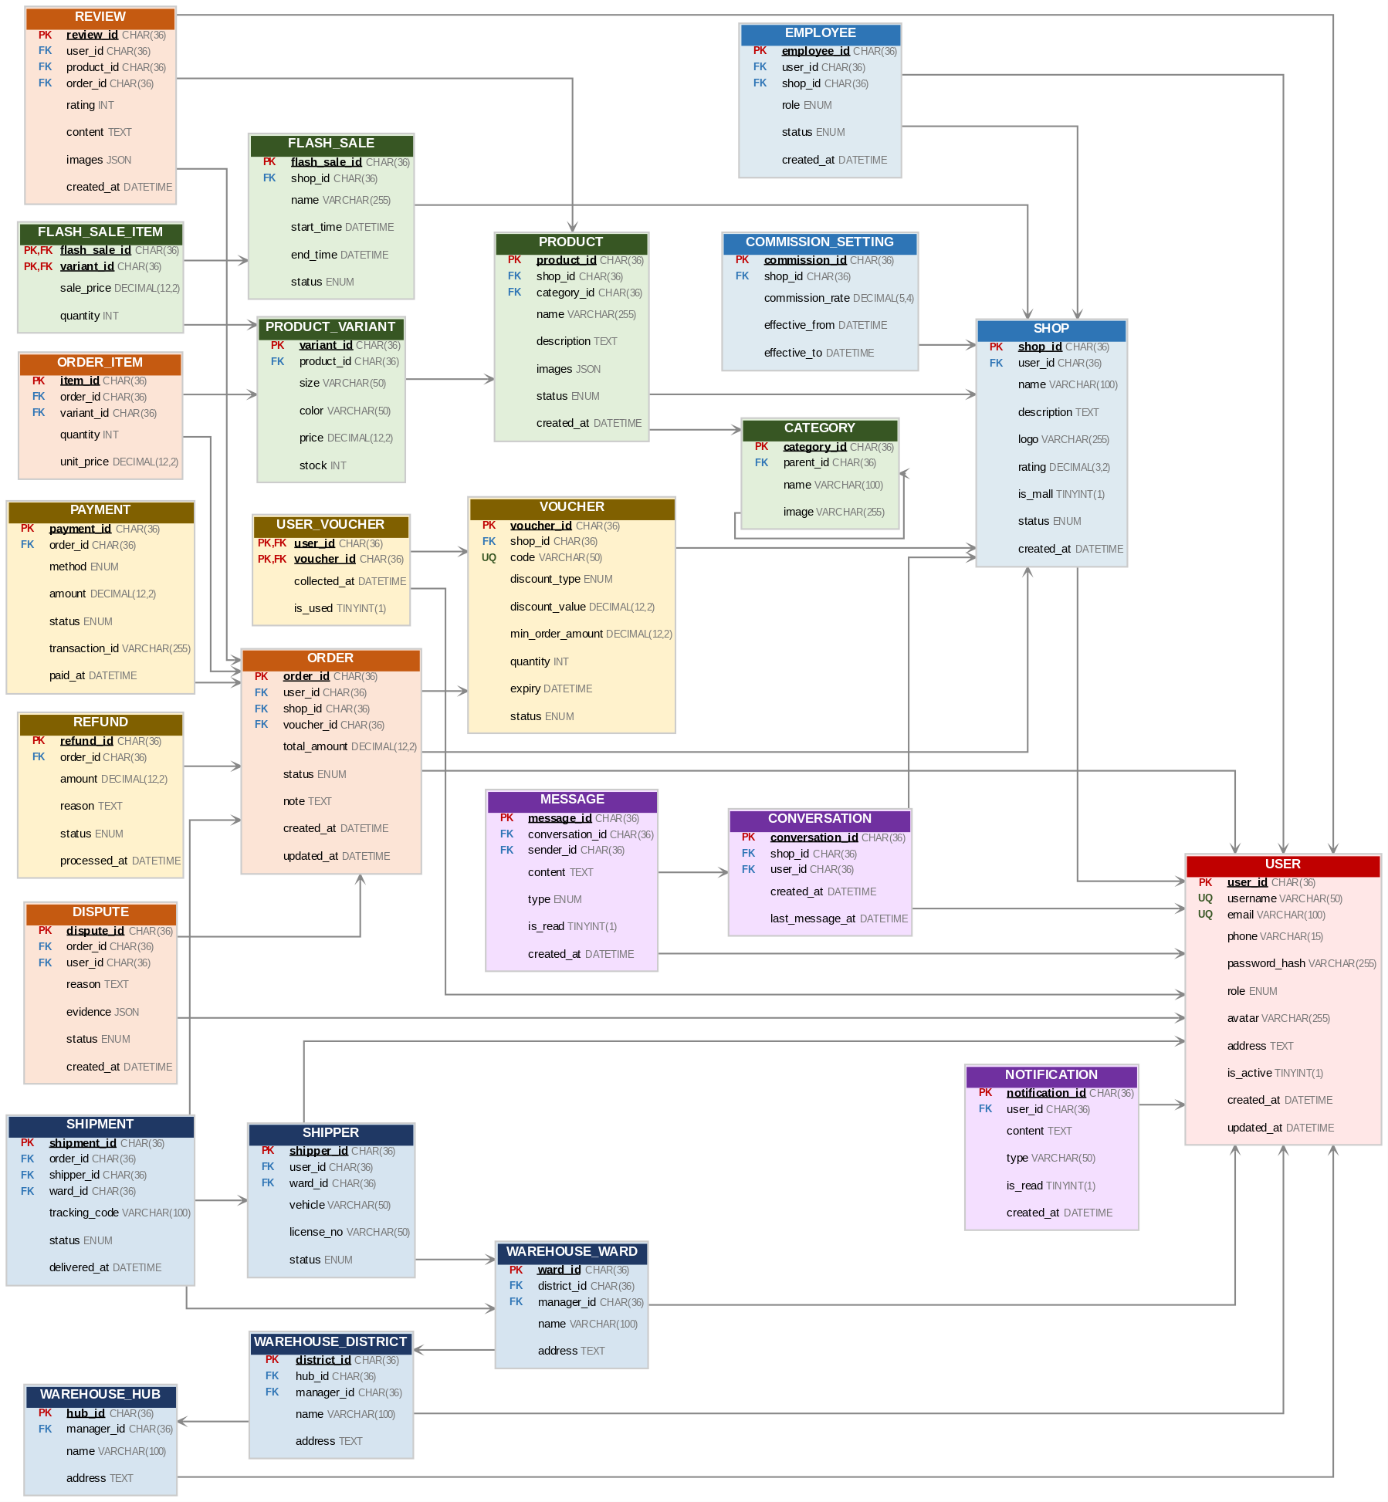 REVIEW
PK review_id CHAR(36)
FK user_id CHAR(36)
FK product_id CHAR(36)
FK order_id CHAR(36)
rating INT
content TEXT
images JSON
created_at DATETIME
EMPLOYEE
PK employee_id CHAR(36)
FK user_id CHAR(36)
FK shop_id CHAR(36)
role ENUM
status ENUM
created_at DATETIME
FLASH_SALE
PK flash_sale_id CHAR(36)
FK shop_id CHAR(36)
name VARCHAR(255)
start_time DATETIME
end_time DATETIME
status ENUM
FLASH_SALE_ITEM
PK,FK flash_sale_id CHAR(36)
PK,FK variant_id CHAR(36)
sale_price DECIMAL(12,2)
quantity INT
PRODUCT
PK product_id CHAR(36)
FK shop_id CHAR(36)
FK category_id CHAR(36)
name VARCHAR(255)
description TEXT
images JSON
status ENUM
created_at DATETIME
COMMISSION_SETTING
PK commission_id CHAR(36)
FK shop_id CHAR(36)
commission_rate DECIMAL(5,4)
effective_from DATETIME
effective_to DATETIME
PRODUCT_VARIANT
PK variant_id CHAR(36)
FK product_id CHAR(36)
size VARCHAR(50)
color VARCHAR(50)
price DECIMAL(12,2)
stock INT
SHOP
PK shop_id CHAR(36)
FK user_id CHAR(36)
name VARCHAR(100)
description TEXT
logo VARCHAR(255)
rating DECIMAL(3,2)
is_mall TINYINT(1)
status ENUM
created_at DATETIME
ORDER_ITEM
PK item_id CHAR(36)
FK order_id CHAR(36)
FK variant_id CHAR(36)
quantity INT
unit_price DECIMAL(12,2)
CATEGORY
PK category_id CHAR(36)
FK parent_id CHAR(36)
name VARCHAR(100)
image VARCHAR(255)
PAYMENT
PK payment_id CHAR(36)
FK order_id CHAR(36)
method ENUM
amount DECIMAL(12,2)
status ENUM
transaction_id VARCHAR(255)
paid_at DATETIME
USER_VOUCHER
PK,FK user_id CHAR(36)
PK,FK voucher_id CHAR(36)
collected_at DATETIME
is_used TINYINT(1)
VOUCHER
PK voucher_id CHAR(36)
FK shop_id CHAR(36)
UQ code VARCHAR(50)
discount_type ENUM
discount_value DECIMAL(12,2)
min_order_amount DECIMAL(12,2)
quantity INT
expiry DATETIME
status ENUM
ORDER
PK order_id CHAR(36)
FK user_id CHAR(36)
FK shop_id CHAR(36)
FK voucher_id CHAR(36)
total_amount DECIMAL(12,2)
status ENUM
note TEXT
created_at DATETIME
updated_at DATETIME
REFUND
PK refund_id CHAR(36)
FK order_id CHAR(36)
amount DECIMAL(12,2)
reason TEXT
status ENUM
processed_at DATETIME
MESSAGE
PK message_id CHAR(36)
FK conversation_id CHAR(36)
FK sender_id CHAR(36)
content TEXT
type ENUM
is_read TINYINT(1)
created_at DATETIME
CONVERSATION
PK conversation_id CHAR(36)
FK shop_id CHAR(36)
FK user_id CHAR(36)
created_at DATETIME
last_message_at DATETIME
USER
PK user_id CHAR(36)
UQ username VARCHAR(50)
UQ email VARCHAR(100)
phone VARCHAR(15)
password_hash VARCHAR(255)
role ENUM
avatar VARCHAR(255)
address TEXT
is_active TINYINT(1)
created_at DATETIME
updated_at DATETIME
DISPUTE
PK dispute_id CHAR(36)
FK order_id CHAR(36)
FK user_id CHAR(36)
reason TEXT
evidence JSON
status ENUM
created_at DATETIME
NOTIFICATION
PK notification_id CHAR(36)
FK user_id CHAR(36)
content TEXT
type VARCHAR(50)
is_read TINYINT(1)
created_at DATETIME
SHIPMENT
PK shipment_id CHAR(36)
FK order_id CHAR(36)
FK shipper_id CHAR(36)
FK ward_id CHAR(36)
tracking_code VARCHAR(100)
status ENUM
delivered_at DATETIME
SHIPPER
PK shipper_id CHAR(36)
FK user_id CHAR(36)
FK ward_id CHAR(36)
vehicle VARCHAR(50)
license_no VARCHAR(50)
status ENUM
WAREHOUSE_WARD
PK ward_id CHAR(36)
FK district_id CHAR(36)
FK manager_id CHAR(36)
name VARCHAR(100)
address TEXT
WAREHOUSE_DISTRICT
PK district_id CHAR(36)
FK hub_id CHAR(36)
FK manager_id CHAR(36)
name VARCHAR(100)
address TEXT
WAREHOUSE_HUB
PK hub_id CHAR(36)
FK manager_id CHAR(36)
name VARCHAR(100)
address TEXT